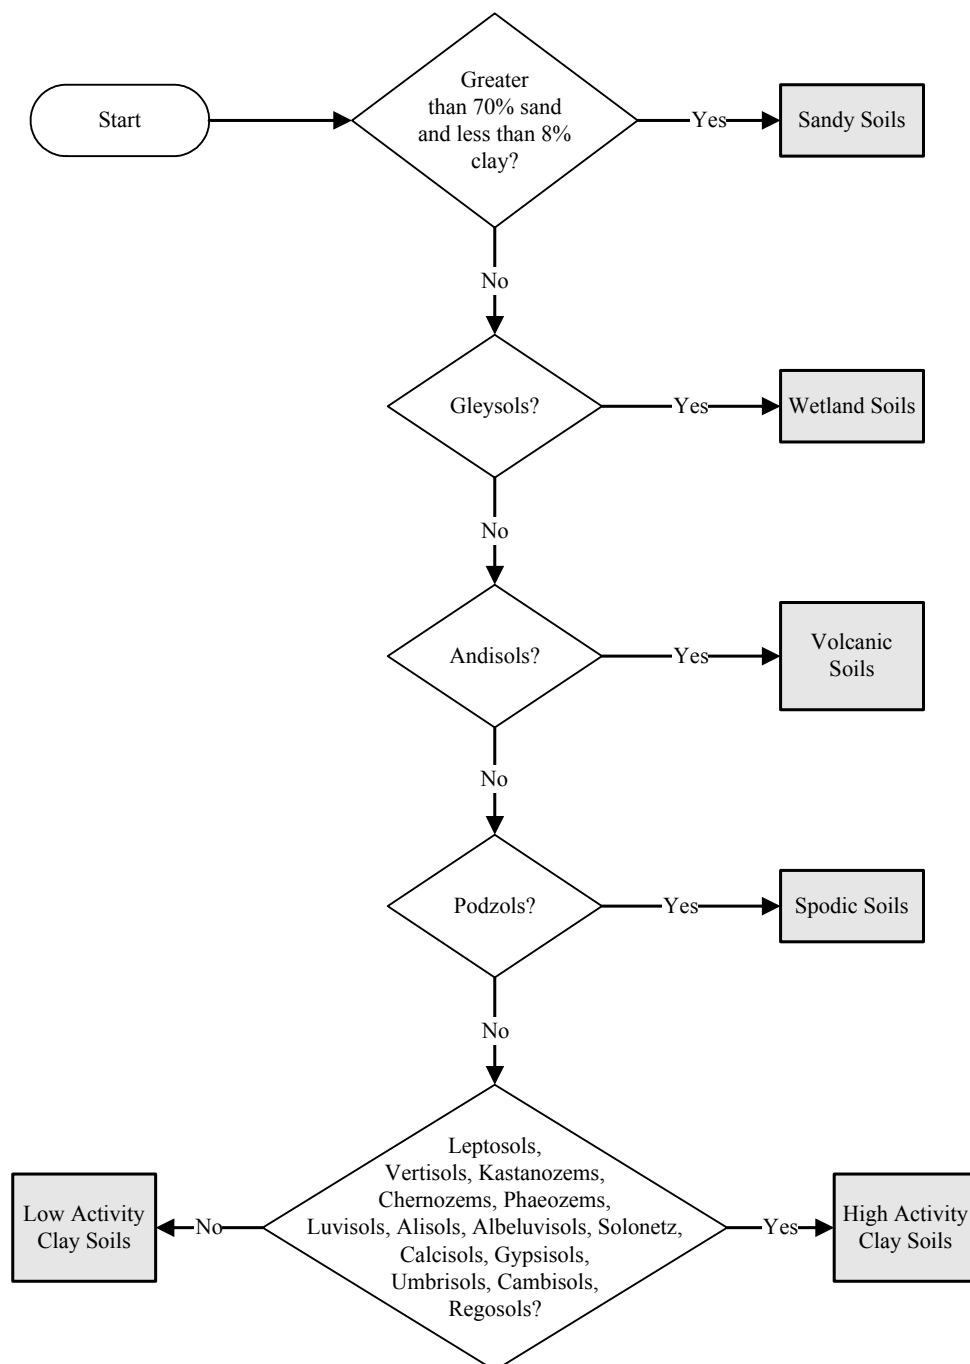 Start
Greater
than 70% sand
and less than 8%
clay?
Yes
Sandy Soils
No
Gleysols?
Yes
Wetland Soils
No
Andisols?
Yes
Volcanic
Soils
No
Podzols?
Yes
Spodic Soils
No
Leptosols,
Vertisols, Kastanozems,
Chernozems, Phaeozems,
Luvisols, Alisols, Albeluvisols, Solonetz,
Calcisols, Gypsisols,
Umbrisols, Cambisols,
Regosols?
No
Low Activity
Clay Soils
Yes
High Activity
Clay Soils